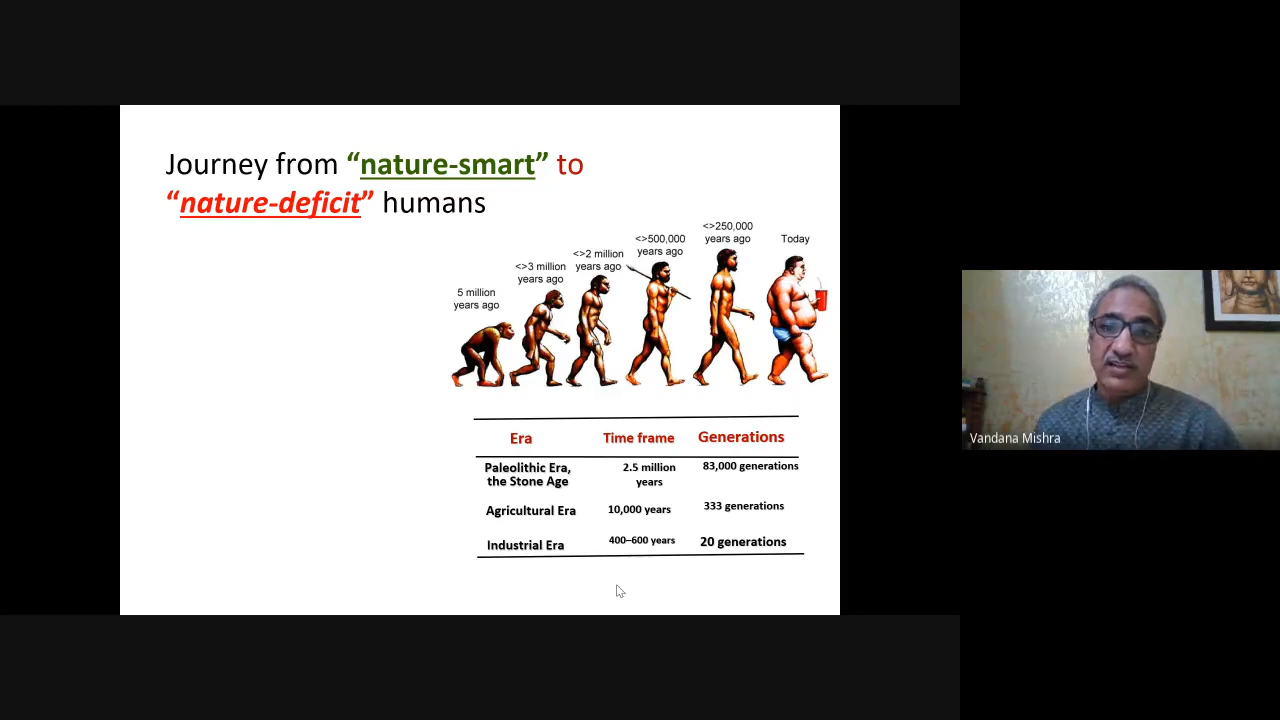 Journey from “nature-smart” to
“nature-deficit” humans
5 million
years ago
<>3 million
years ago
<>2 million
years ago
<>500,000
years ago
<>250,000
years ago
Today
Era Time frame Generations
Paleolithic Era,
the Stone Age
2.5 million
years
83,000 generations
Agricultural Era 10,000 years 333 generations
Industrial Era 400–600 years 20 generations
Vandana Mishra